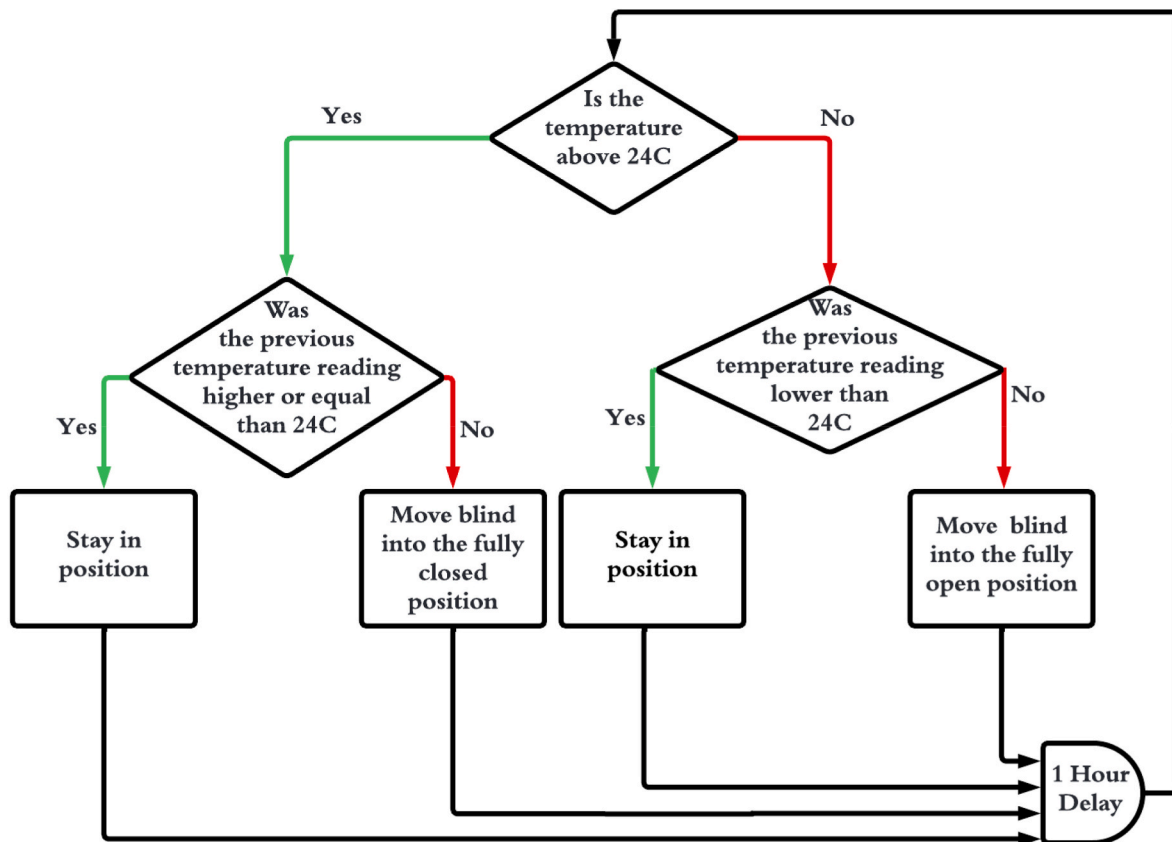 Is the
temperature
above 24C
Yes
No
Was
the previous
temperature reading
higher or equal
than 24C
Yes
No
Was
the previous
temperature reading
lower than
24C
Yes
No
Stay in
position
Move blind
into the fully
closed
position
Stay in
position
Move blind
into the fully
open position
1 Hour
Delay